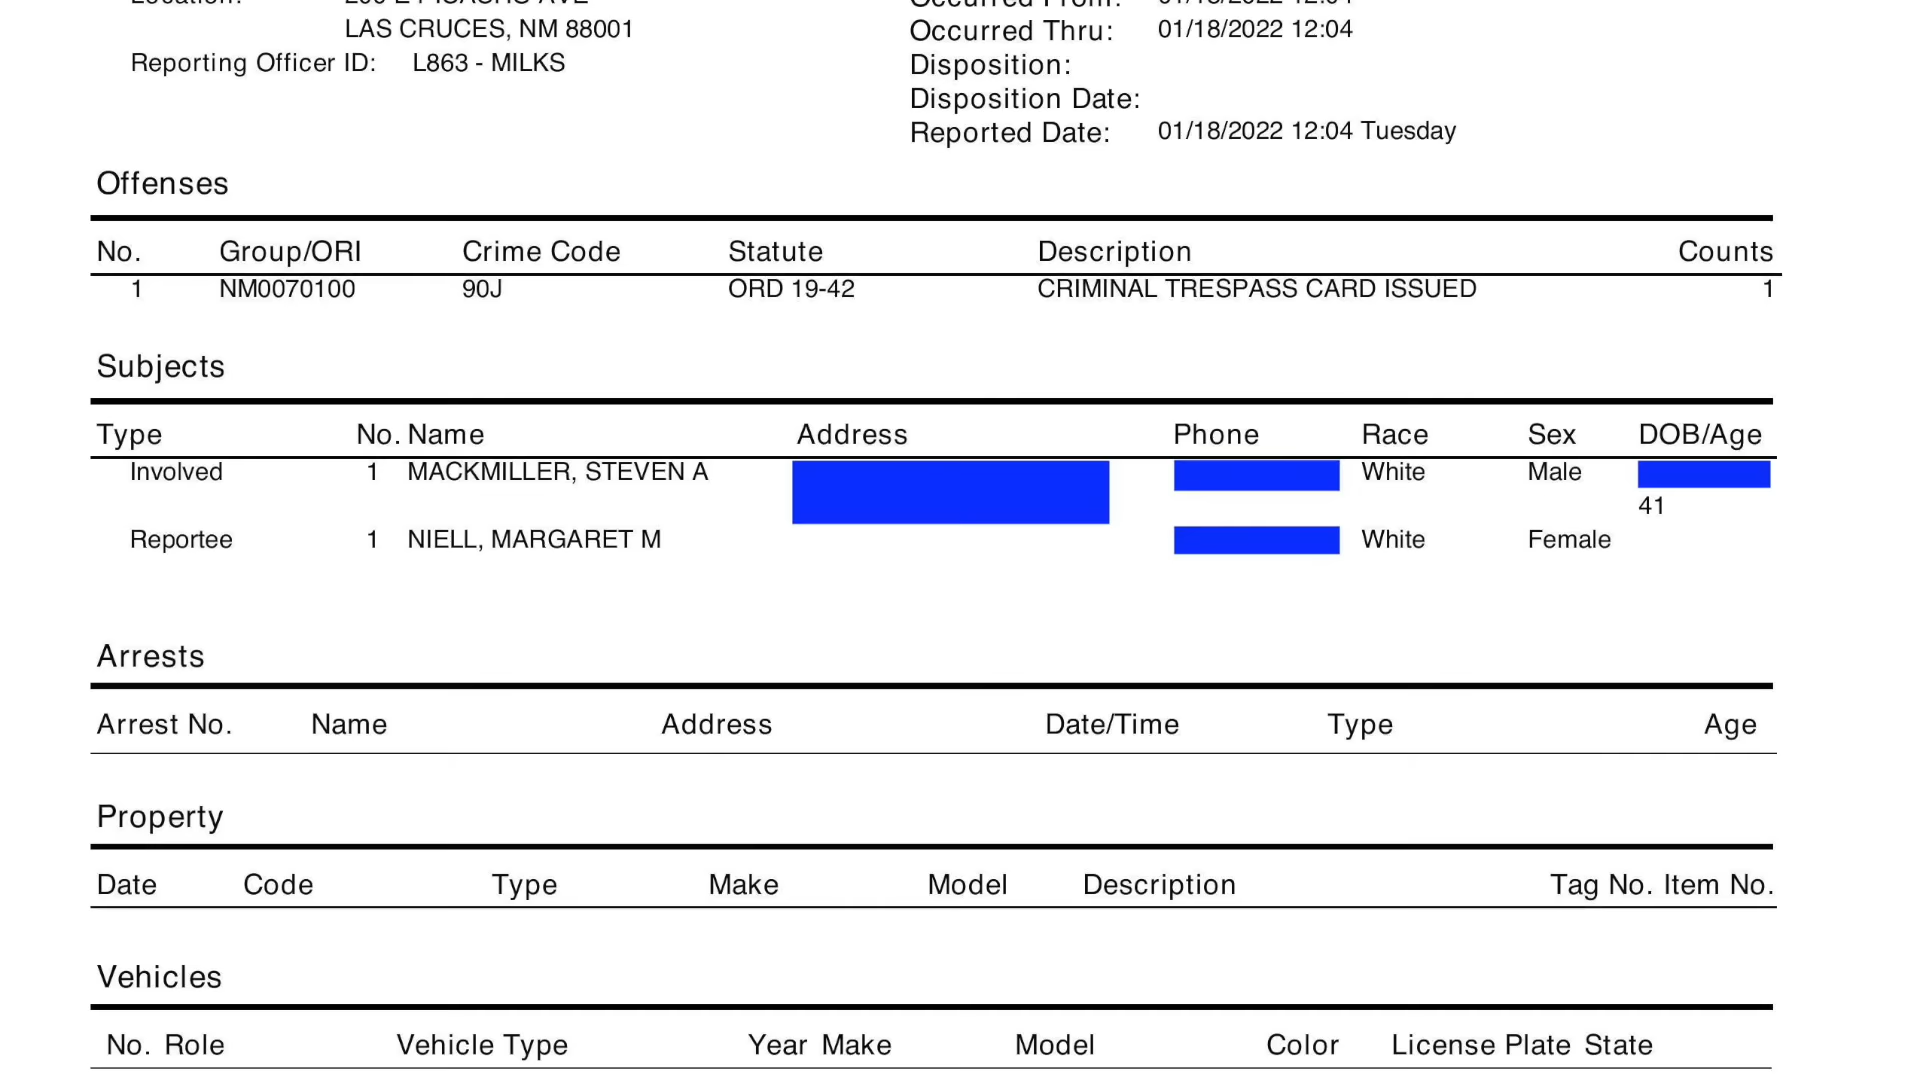 LAS CRUCES, NM 88001
Reporting Officer ID: L863 - MILKS
Occurred From:
Occurred Thru: 01/18/2022 12:04
Disposition:
Disposition Date:
Reported Date: 01/18/2022 12:04 Tuesday
Offenses
No. Group/ORI Crime Code Statute Description Counts
1 NM0070100 90J ORD 19-42 CRIMINAL TRESPASS CARD ISSUED 1
Subjects
Type No. Name Address Phone Race Sex DOB/Age
Involved 1 MACKMILLER, STEVEN A White Male
41
Reportee 1 NIELL, MARGARET M White Female
Arrests
Arrest No. Name Address Date/Time Type Age
Property
Date Code Type Make Model Description Tag No. Item No.
Vehicles
No. Role Vehicle Type Year Make Model Color License Plate State